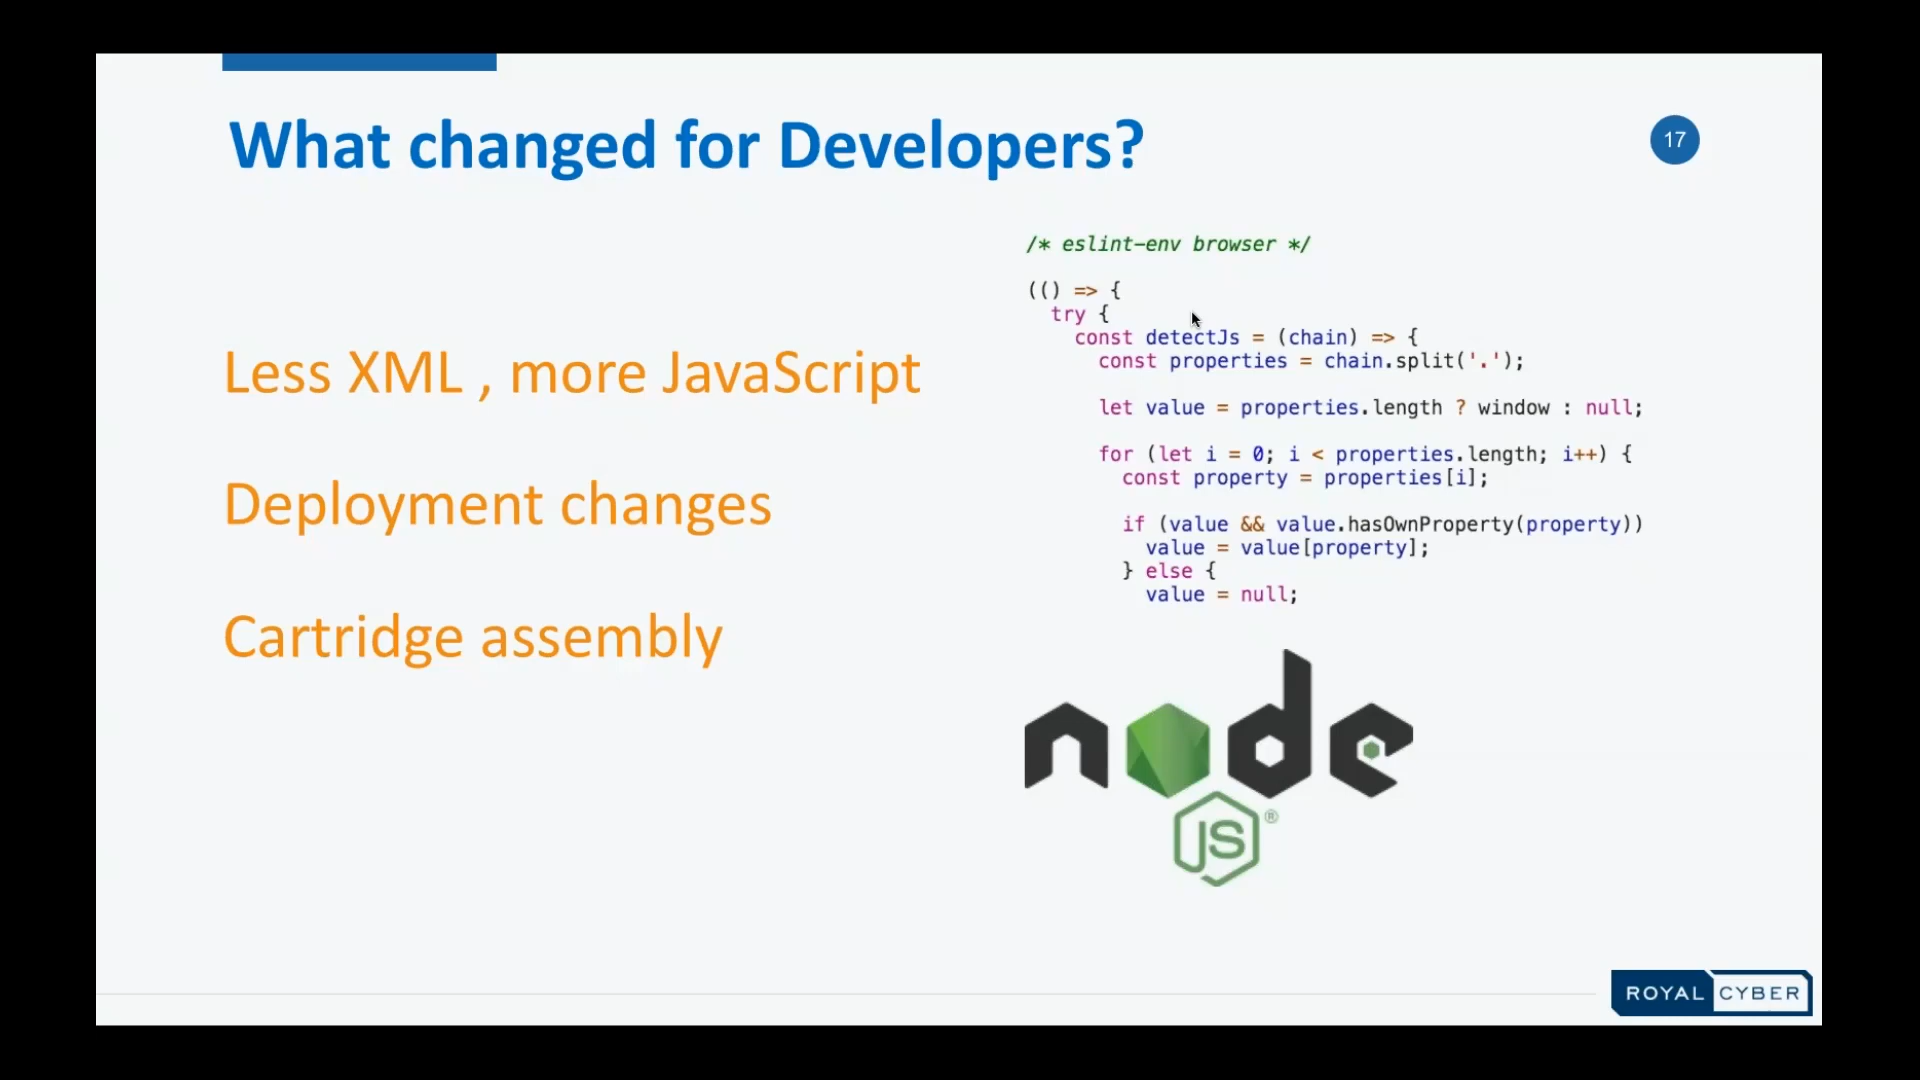 What changed for Developers?
17
Less XML , more JavaScript
Deployment changes
Cartridge assembly
/* eslint-env browser */
(() => {
try {
const detectJs = (chain) => {
const properties = chain.split('.');
let value = properties.length ? window : null;
for (let i = 0; i < properties.length; i++) {
const property = properties[i];
if (value && value.hasOwnProperty(property))
value = value[property];
} else {
value = null;
node
JS ®
ROYAL CYBER